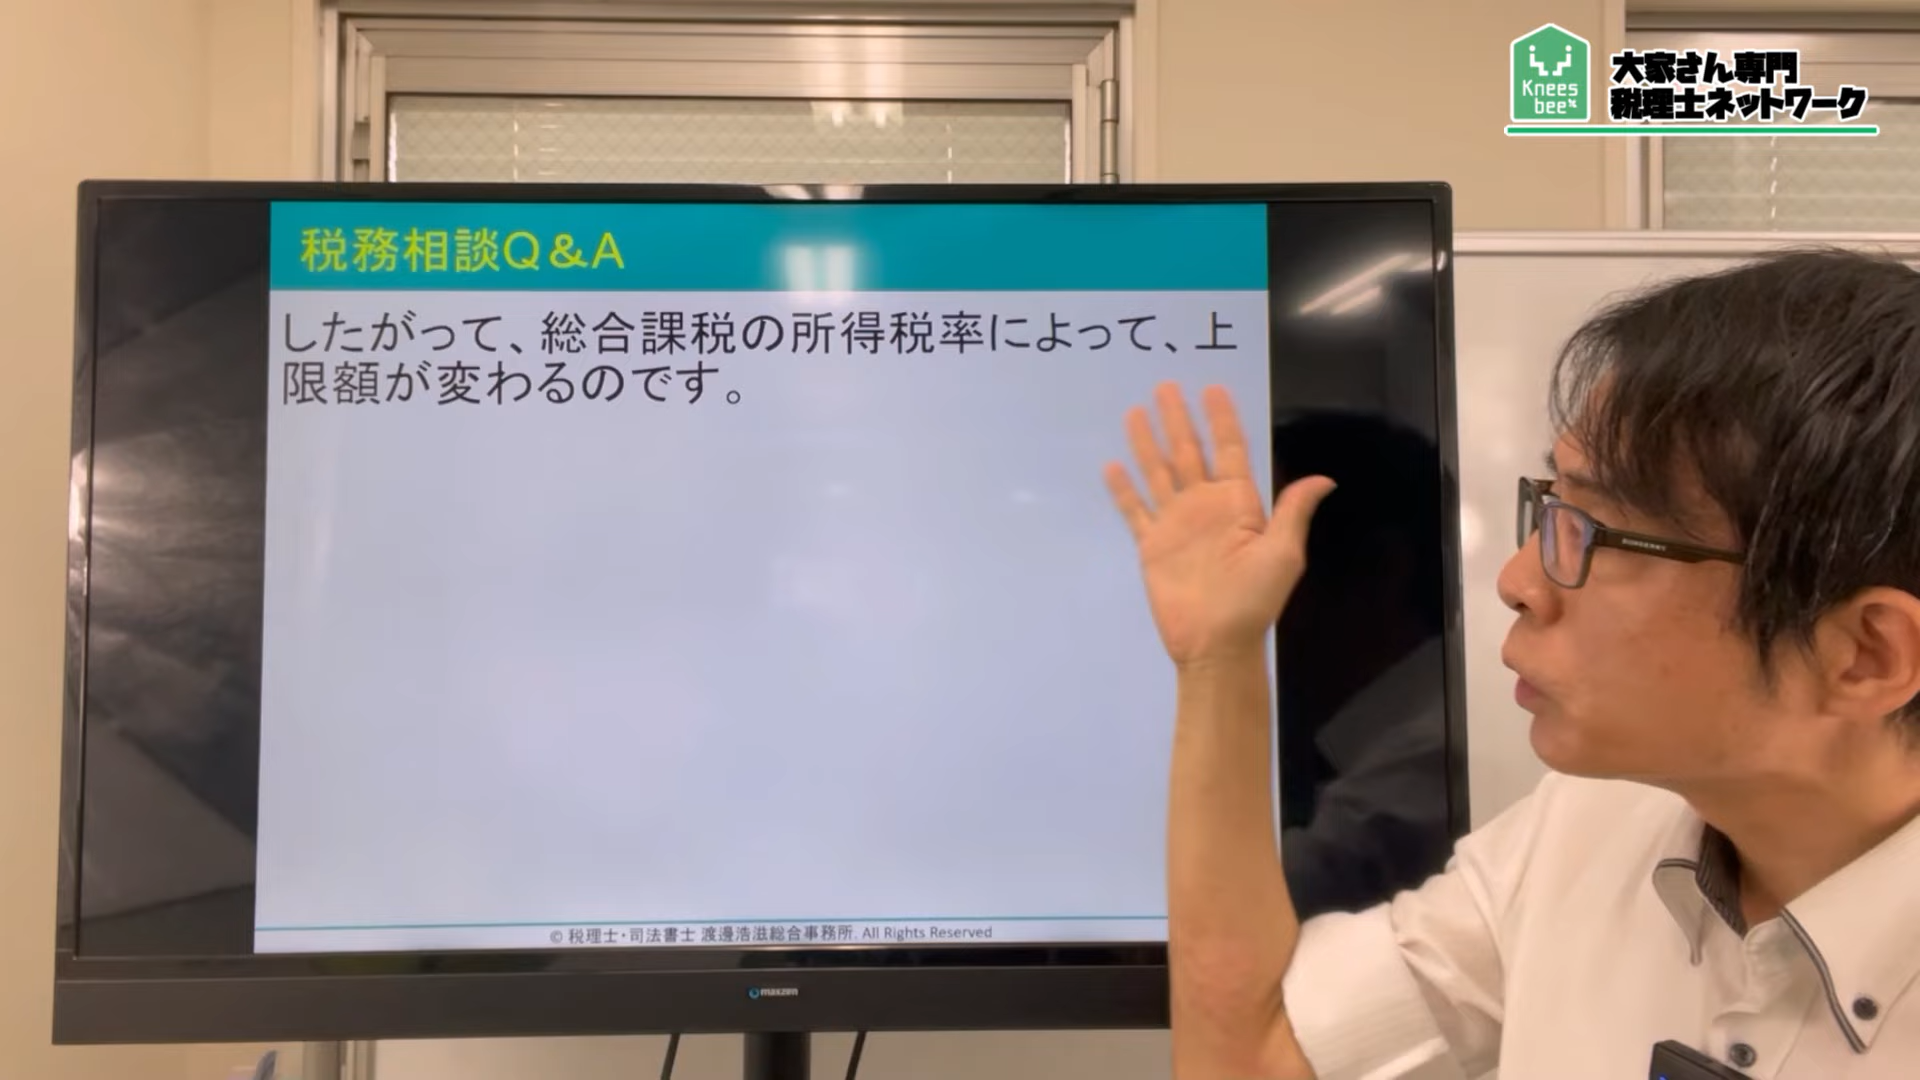 Knees
bee
大家さん専門
税理士ネットワーク
税務相談Q&A
したがって、総合課税の所得税率によって、上
限額が変わるのです。
© 税理士・司法書士 渡邊浩滋総合事務所. All Rights Reserved
maxzen